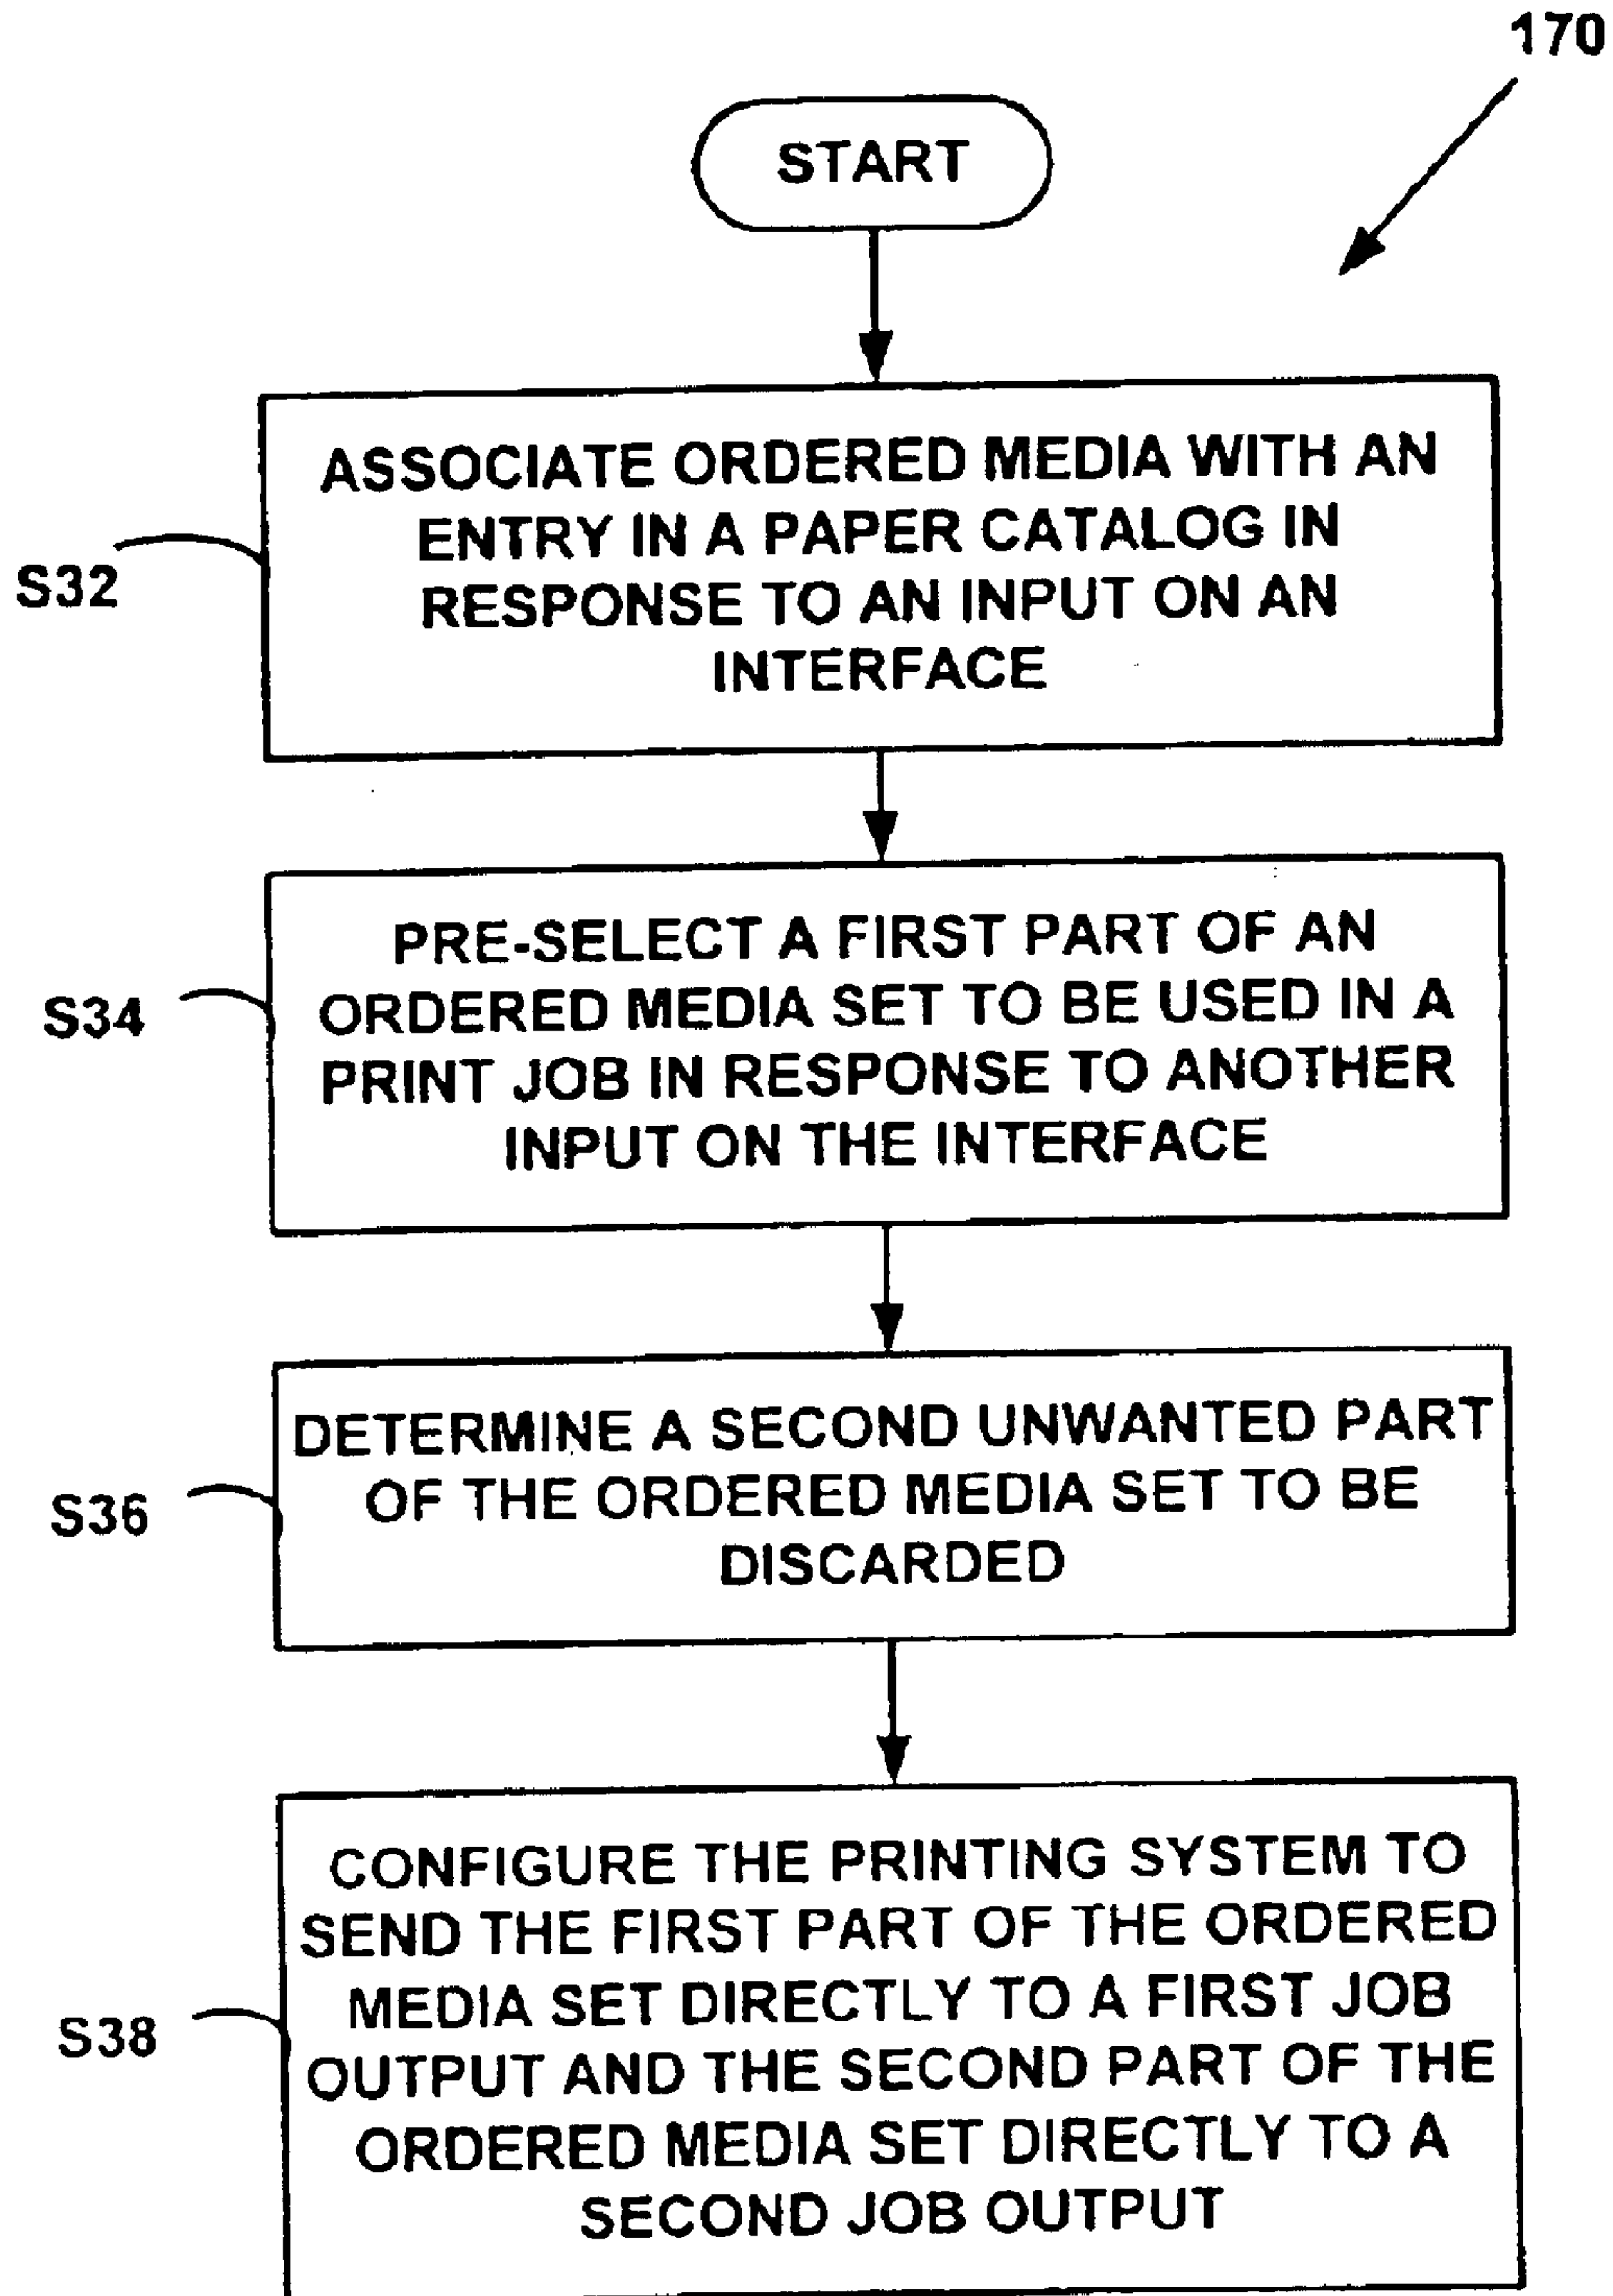 170
START
ASSOCIATE ORDERED MEDIA WITH AN
ENTRY IN A PAPER CATALOG IN
RESPONSE TO AN INPUT ON AN
INTERFACE
S32
PRE-SELECT A FIRST PART OF AN
ORDERED MEDIA SET TO BE USED IN A
PRINT JOB IN RESPONSE TO ANOTHER
INPUT ON THE INTERFACE
S34
DETERMINE A SECOND UNWANTED PART
OF THE ORDERED MEDIA SET TO BE
DISCARDED
S36
CONFIGURE THE PRINTING SYSTEM TO
SEND THE FIRST PART OF THE ORDERED
MEDIA SET DIRECTLY TO A FIRST JOB
OUTPUT AND THE SECOND PART OF THE
ORDERED MEDIA SET DIRECTLY TO A
SECOND JOB OUTPUT
S38